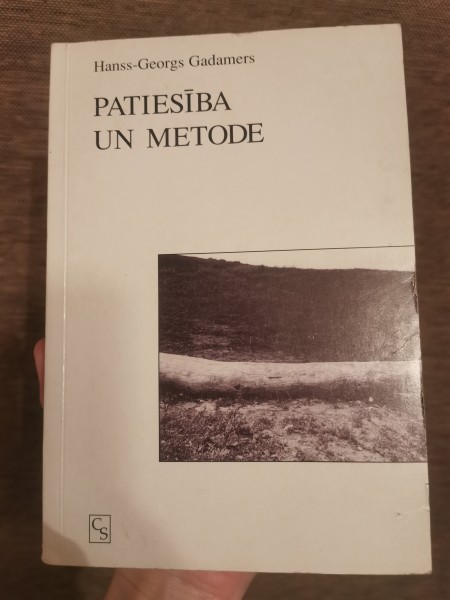 Hanss-Georgs Gadamers
PATIESĪBA
UN METODE
CS